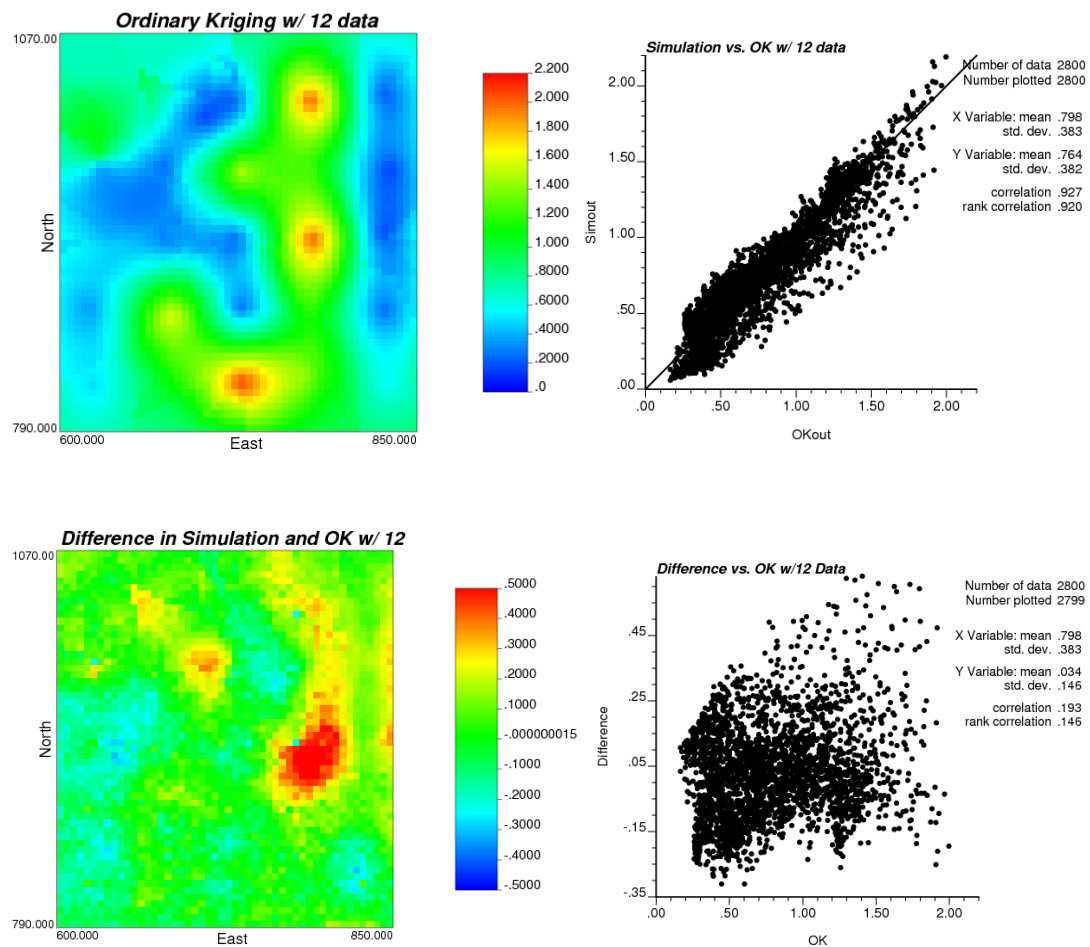 Ordinary Kriging w/ 12 data
1070.00
North
790.000
600.000
East
850.000
2.200
2.000
1.800
1.600
1.400
1.200
1.000
.8000
.6000
.4000
.2000
.0
Simulation vs. OK w/ 12 data
Simout
2.00
1.50
1.00
.50
.00
.00
.50
1.00
1.50
2.00
OKout
Number of data 2800
Number plotted 2800
X Variable: mean .798
std. dev. .383
Y Variable: mean .764
std. dev. .382
correlation .927
rank correlation .920
Difference in Simulation and OK w/ 12
1070.00
North
790.000
600.000
East
850.000
.5000
.4000
.3000
.2000
.1000
-.000000015
-.1000
-.2000
-.3000
-.4000
-.5000
Difference vs. OK w/12 Data
Difference
.45
.25
.05
-.15
-.35
.00
.50
1.00
1.50
2.00
OK
Number of data 2800
Number plotted 2799
X Variable: mean .798
std. dev. .383
Y Variable: mean .034
std. dev. .146
correlation .193
rank correlation .146